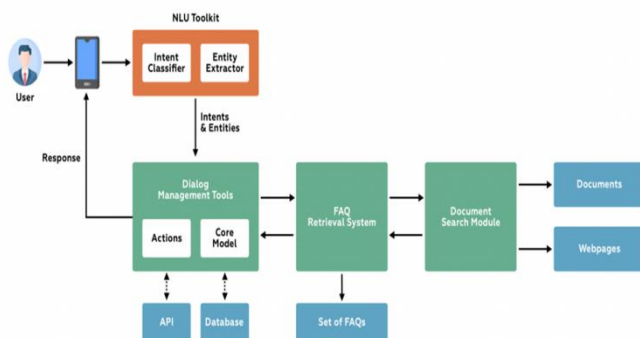 NLU Toolkit
Intent
Classifier
Entity
Extractor
User
Intents
& Entities
Response
Dialog
Management Tools
Actions
Core
Model
FAQ
Retrieval System
Document
Search Module
Documents
Webpages
API
Database
Set of FAQs